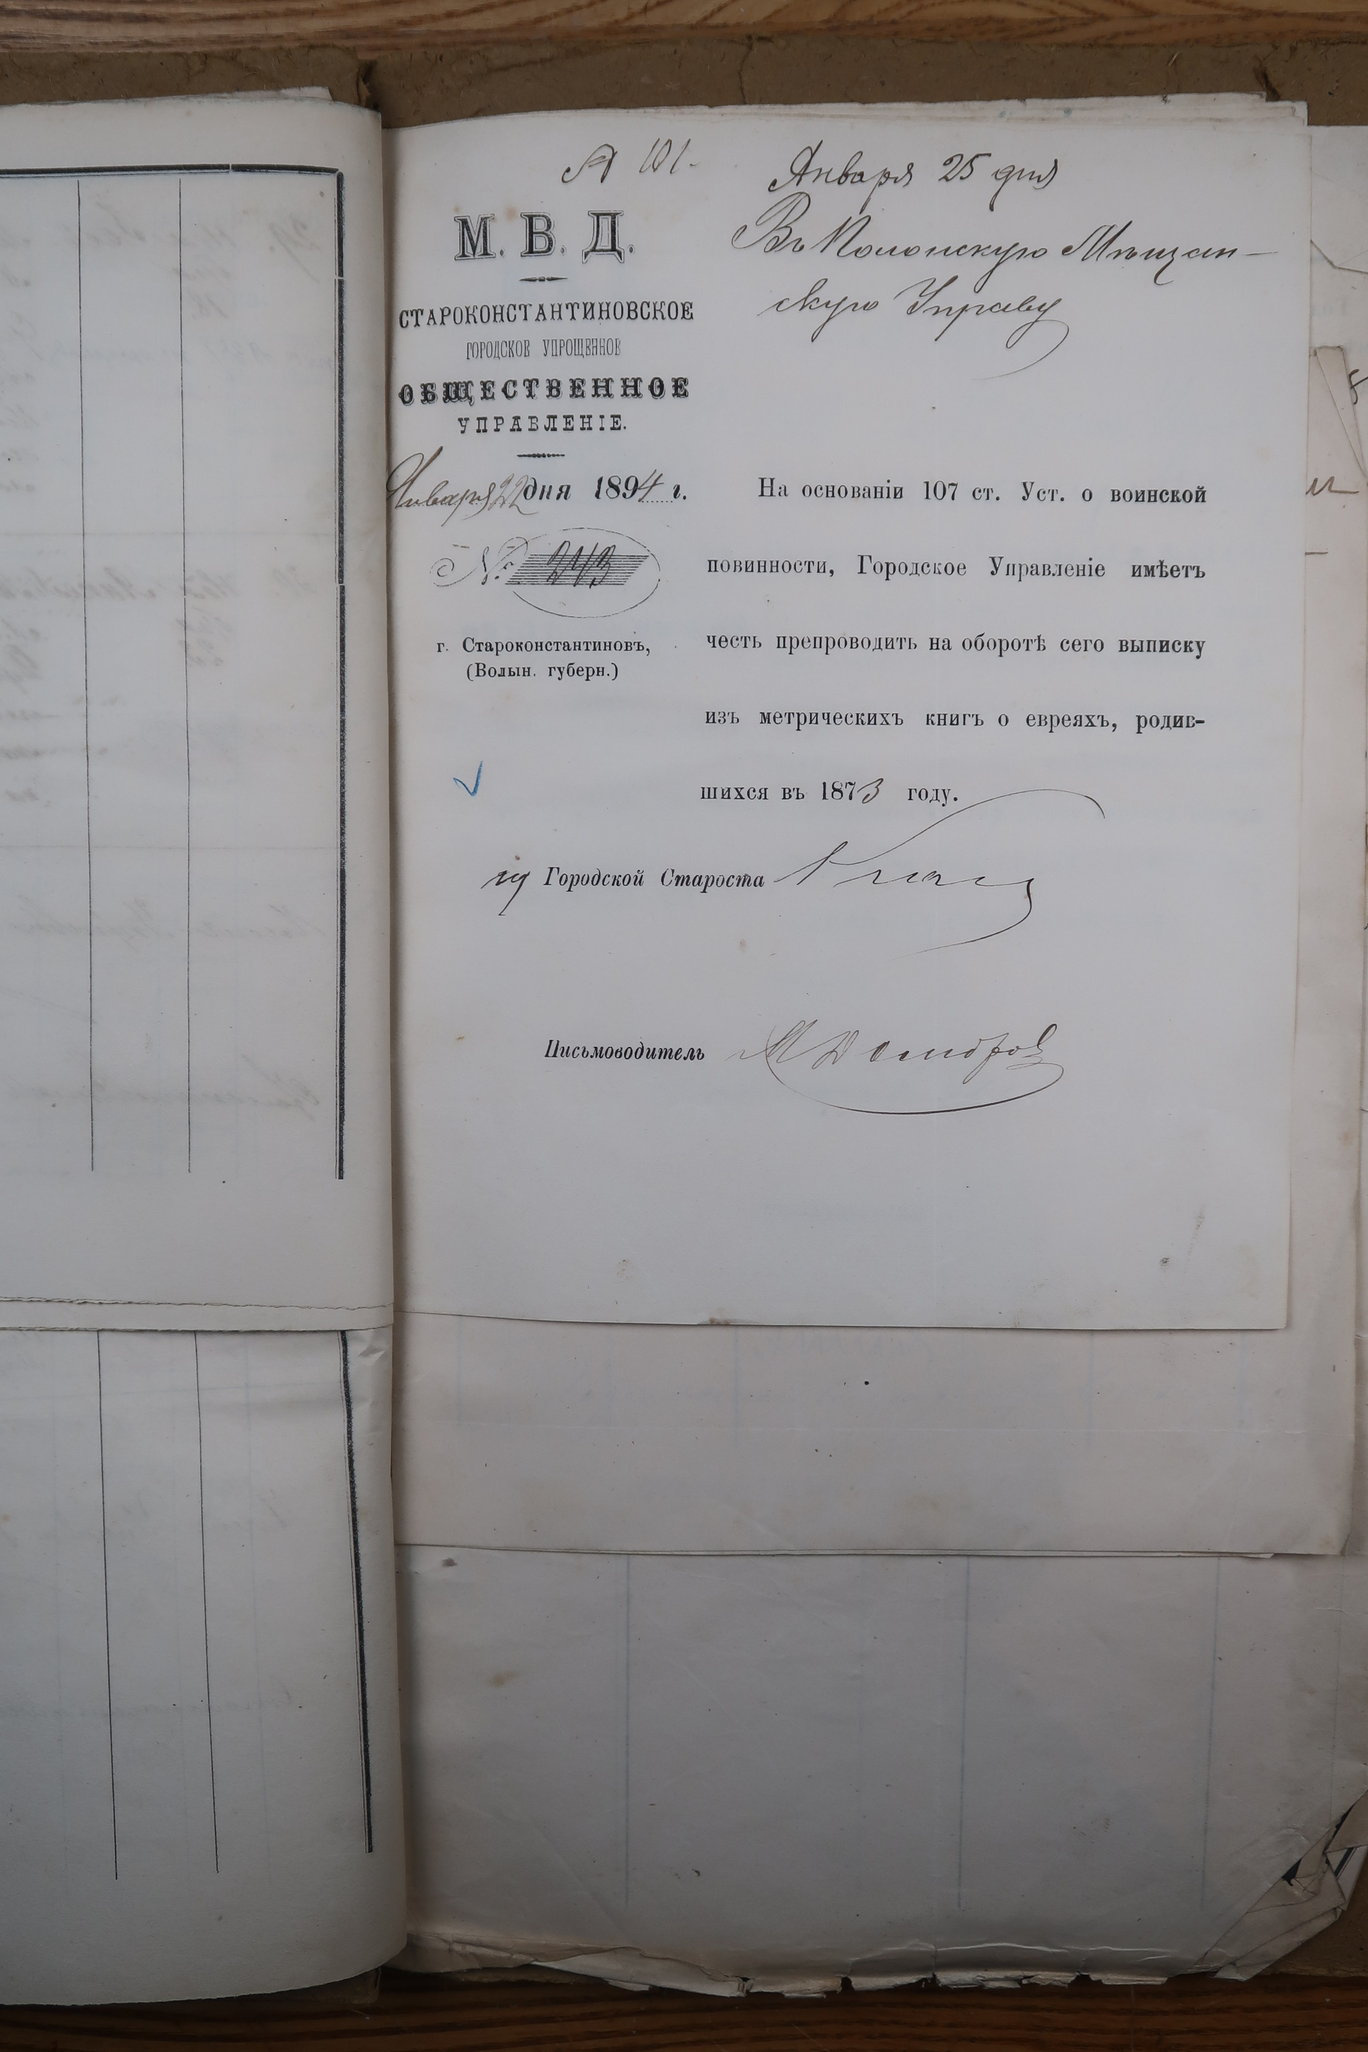 № 101.
Января 25 дня
М. В. Д.
СТАРОКОНСТАНТИНОВСКОЕ
ГОРОДСКОЕ УПРОЩЕННОЕ
ОБЩЕСТВЕННОЕ
УПРАВЛЕНІЕ.
Января 22 дня 1894 г.
№ 243
г. Староконстантиновъ,
(Волын. губерн.)
Въ Полонскую Мѣщан-
скую Управу
На основаніи 107 ст. Уст. о воинской
повинности, Городское Управленіе имѣетъ
честь препроводить на оборотѣ сего выписку
изъ метрическихъ книгъ о евреяхъ, родив-
шихся въ 1873 году.
Городской Староста
Письмоводитель